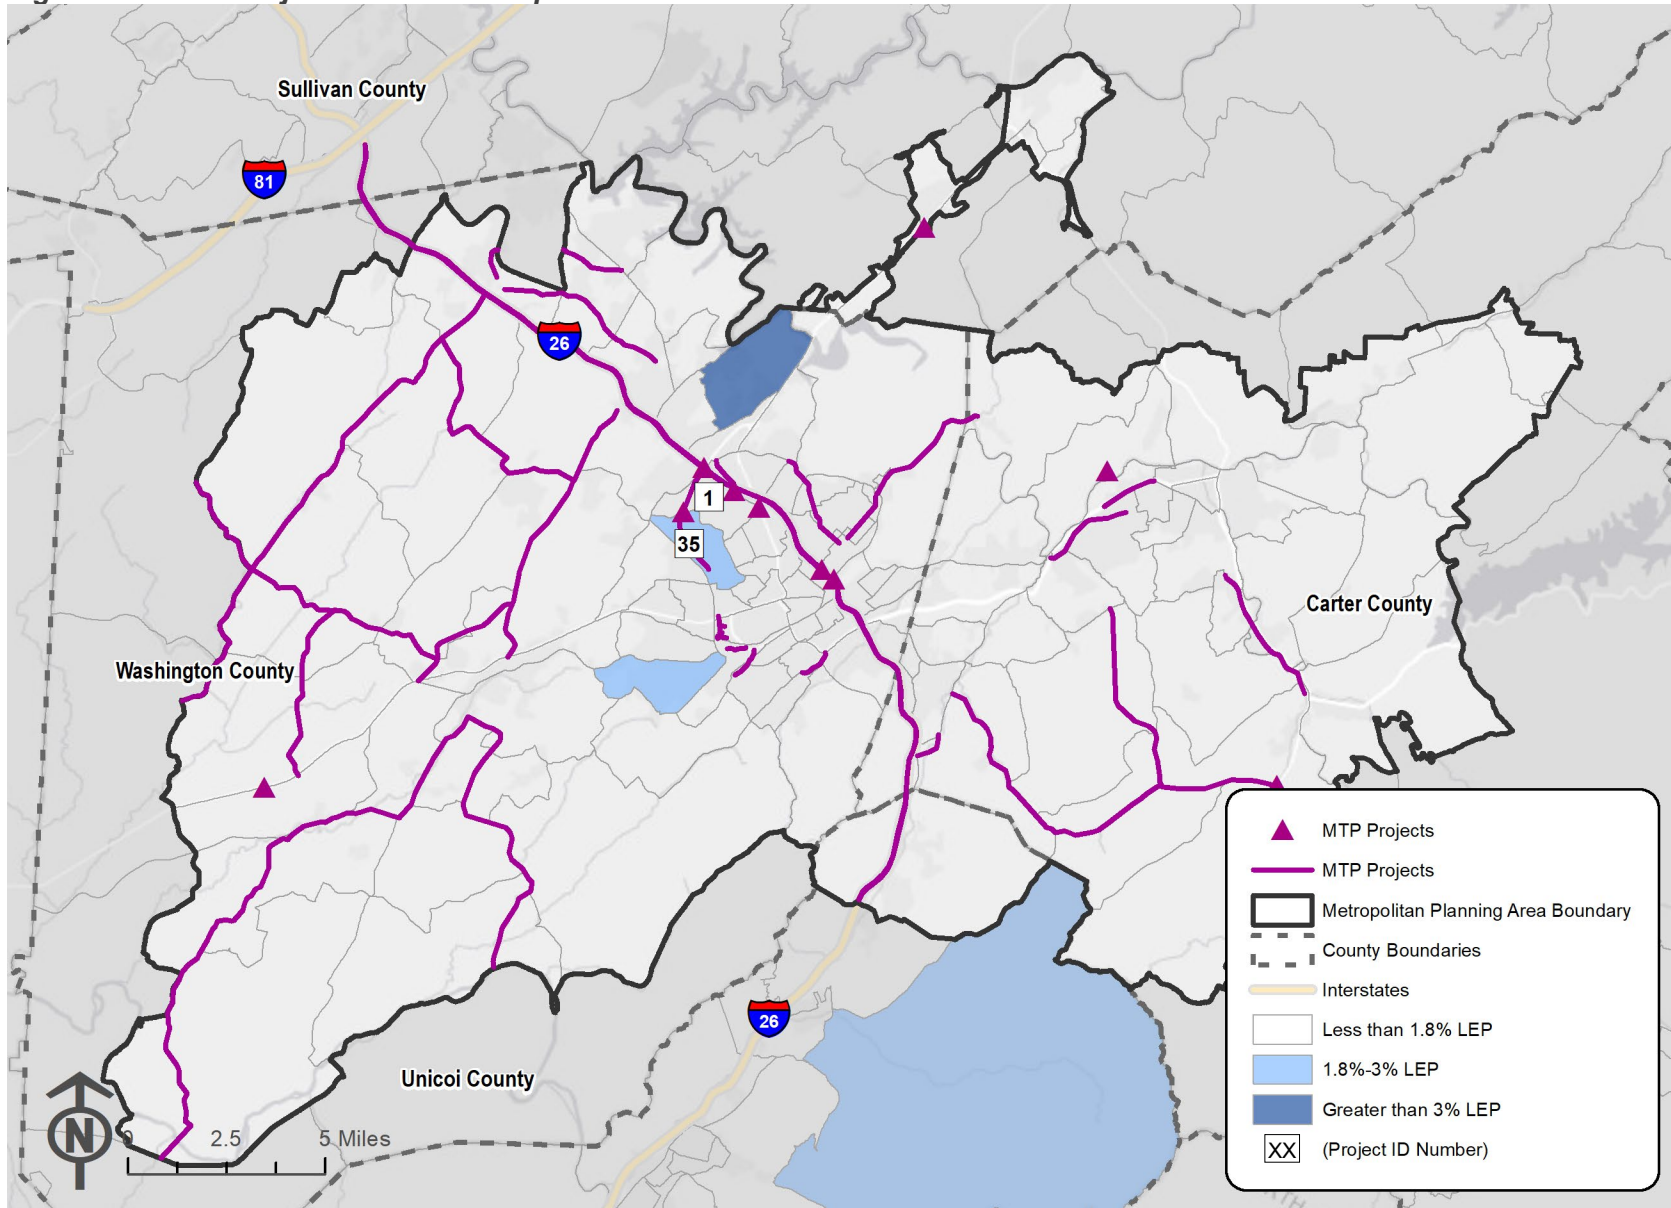 Sullivan County
81
26
1
35
Carter County
Washington County
MTP Projects
MTP Projects
Metropolitan Planning Area Boundary
County Boundaries
Interstates
Less than 1.8% LEP
1.8%-3% LEP
Greater than 3% LEP
XX (Project ID Number)
26
Unicoi County
N
0 2.5 5 Miles